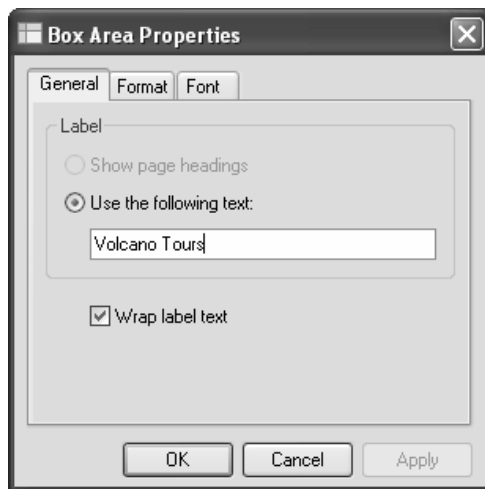 Box Area Properties
General Format Font
Label
Show page headings
Use the following text:
Volcano Tours
Wrap label text
OK Cancel Apply